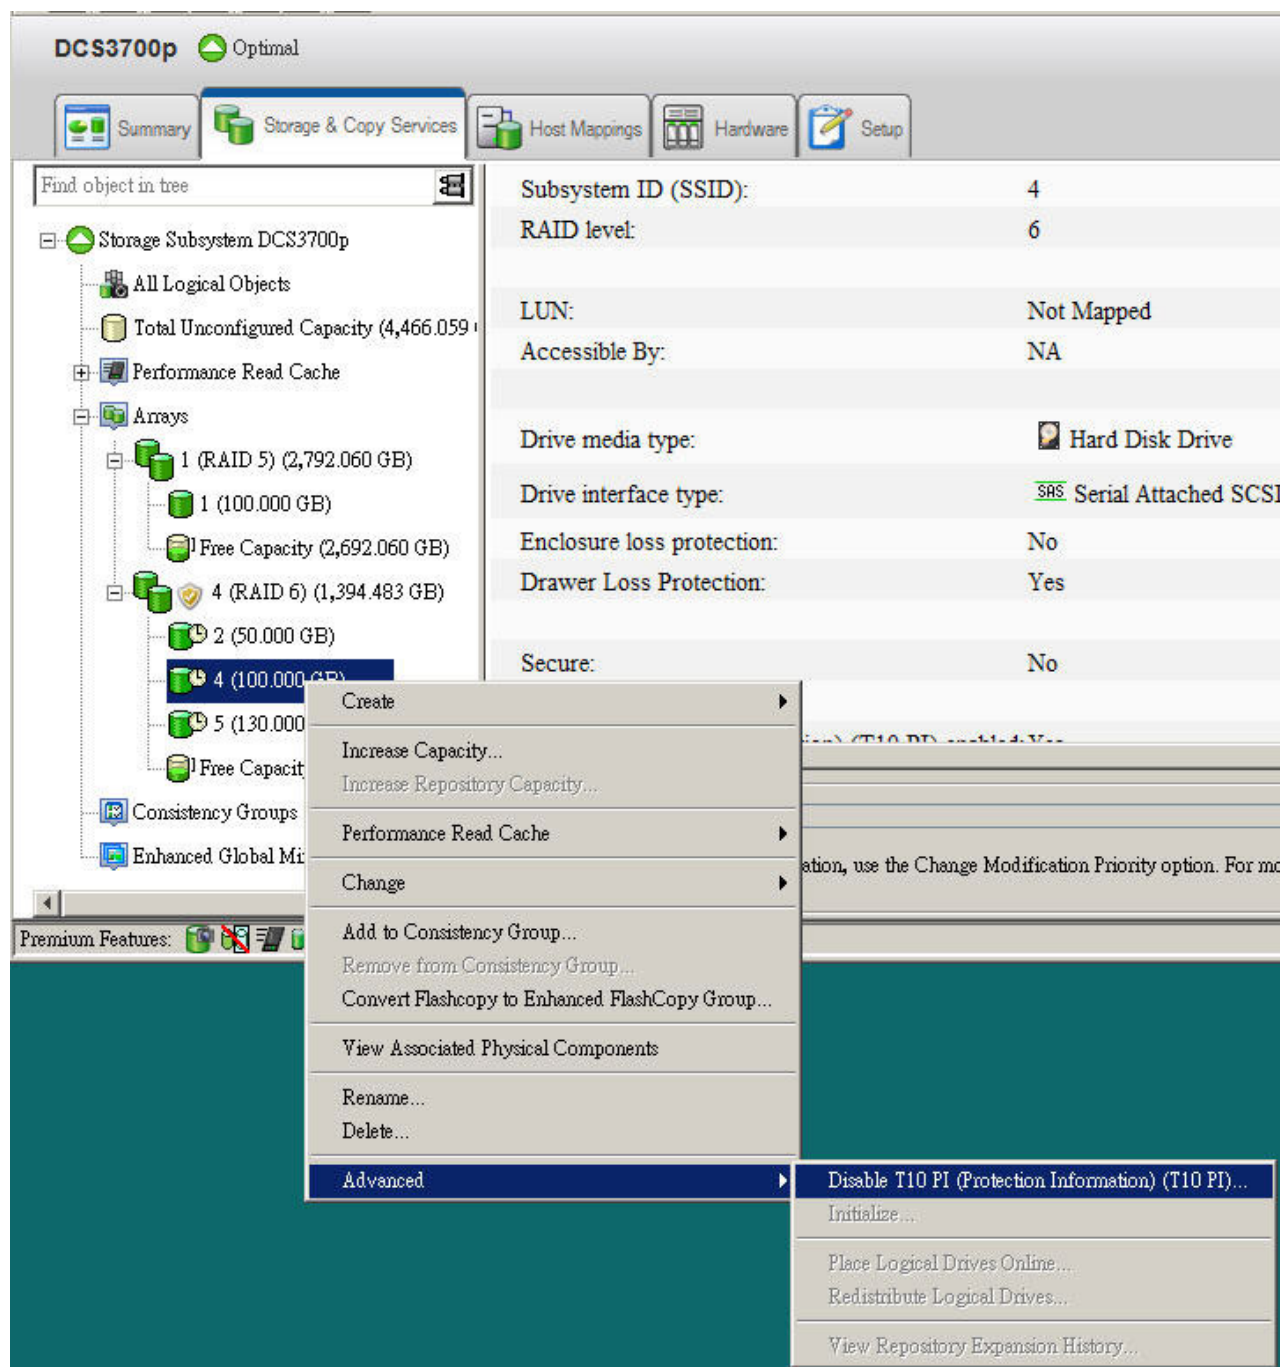 DCS3700p Optimal
Summary Storage & Copy Services Host Mappings Hardware Setup
Find object in tree
Storage Subsystem DCS3700p
All Logical Objects
Total Unconfigured Capacity (4,466.059
Performance Read Cache
Arrays
1 (RAID 5) (2,792.060 GB)
1 (100.000 GB)
Free Capacity (2,692.060 GB)
4 (RAID 6) (1,394.483 GB)
2 (50.000 GB)
4 (100.000 GB)
5 (130.000
Free Capacit
Consistency Groups
Enhanced Global Mi
Premium Features:
Subsystem ID (SSID): 4
RAID level: 6
LUN: Not Mapped
Accessible By: NA
Drive media type: Hard Disk Drive
Drive interface type: SAS Serial Attached SCSI
Enclosure loss protection: No
Drawer Loss Protection: Yes
Secure: No
(T10 PI) enabled: Yes
ation, use the Change Modification Priority option. For mo
Create
Increase Capacity...
Increase Repository Capacity...
Performance Read Cache
Change
Add to Consistency Group...
Remove from Consistency Group...
Convert Flashcopy to Enhanced FlashCopy Group...
View Associated Physical Components
Rename...
Delete...
Advanced
Disable T10 PI (Protection Information) (T10 PI)...
Initialize...
Place Logical Drives Online...
Redistribute Logical Drives...
View Repository Expansion History...